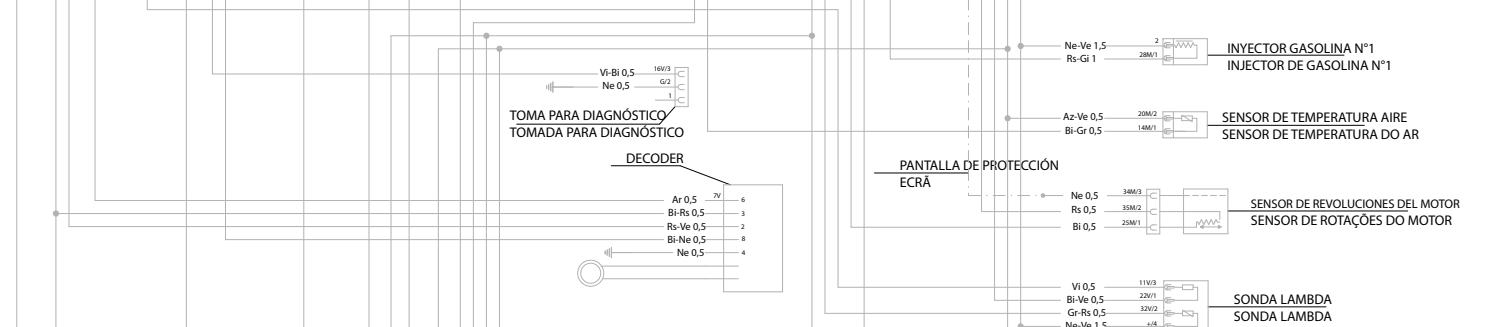 Vi-Bi 0,5 16V/3
Ne 0,5 G/2
1
TOMA PARA DIAGNÓSTICO
TOMADA PARA DIAGNÓSTICO
DECODER
Ar 0,5 7V 6
Bi-Rs 0,5 3
Rs-Ve 0,5 2
Bi-Ne 0,5 8
Ne 0,5 4
PANTALLA DE PROTECCIÓN
ECRÃ
Ne-Ve 1,5 2
Rs-Gi 1 28M/1
INYECTOR GASOLINA N°1
INJECTOR DE GASOLINA N°1
Az-Ve 0,5 20M/2
Bi-Gr 0,5 14M/1
SENSOR DE TEMPERATURA AIRE
SENSOR DE TEMPERATURA DO AR
Ne 0,5 34M/3
Rs 0,5 35M/2
Bi 0,5 25M/1
SENSOR DE REVOLUCIONES DEL MOTOR
SENSOR DE ROTAÇÕES DO MOTOR
Vi 0,5 11V/3
Bi-Ve 0,5 22V/1
Gr-Rs 0,5 32V/2
Ne-Ve 1,5 +/4
SONDA LAMBDA
SONDA LAMBDA